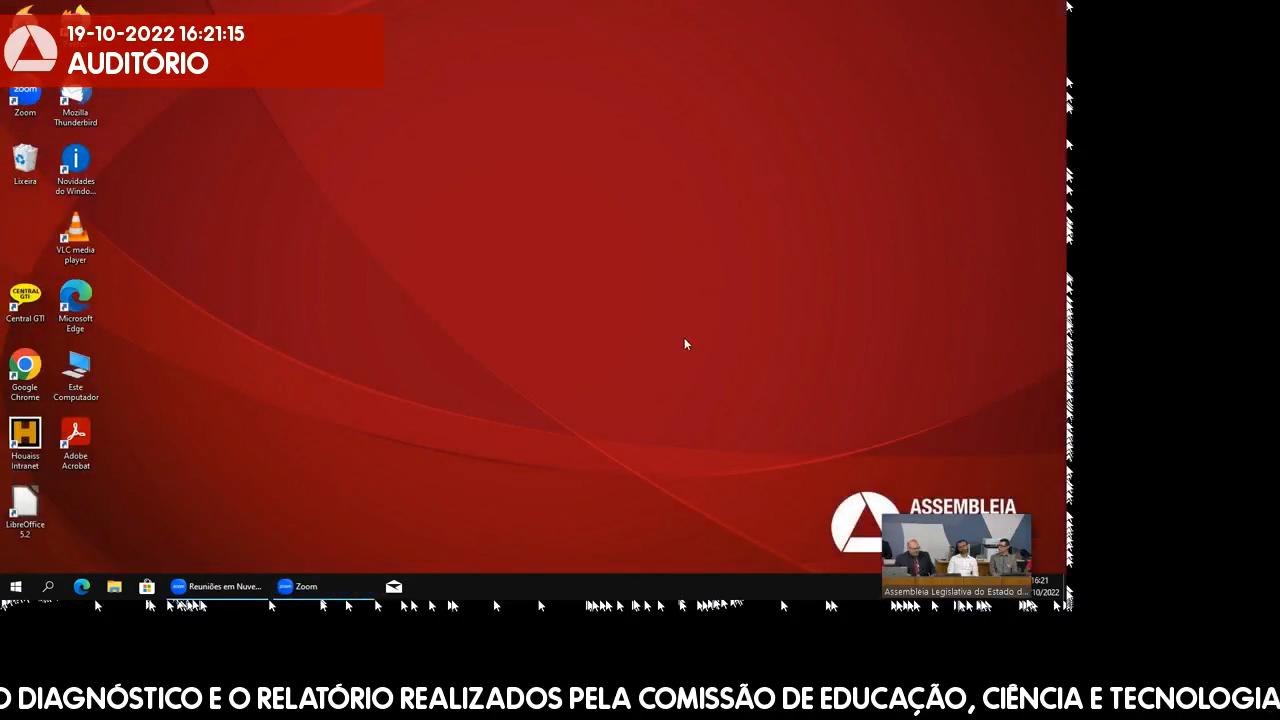 19-10-2022 16:21:15
AUDITÓRIO
zoom
Zoom
Mozilla
Thunderbird
Lixeira
Novidades
do Windo...
VLC media
player
CENTRAL
GTI
Central GTI
Microsoft
Edge
Google
Chrome
Este
Computador
Houaiss
Intranet
Adobe
Acrobat
LibreOffice
5.2
ASSEMBLEIA
Reuniões em Nuve...
Zoom
16:21
Assembleia Legislativa do Estado d...
10/2022
O DIAGNÓSTICO E O RELATÓRIO REALIZADOS PELA COMISSÃO DE EDUCAÇÃO, CIÊNCIA E TECNOLOGIA